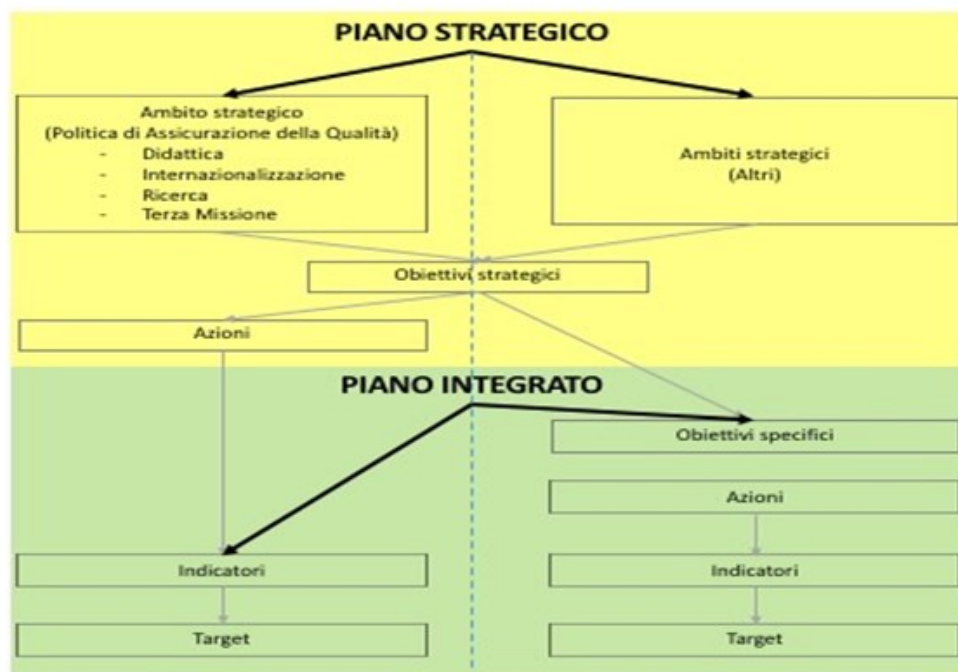 PIANO STRATEGICO
Ambito strategico
(Politica di Assicurazione della Qualità)
- Didattica
- Internazionalizzazione
- Ricerca
- Terza Missione
Ambiti strategici
(Altri)
Obiettivi strategici
Azioni
PIANO INTEGRATO
Obiettivi specifici
Azioni
Indicatori
Indicatori
Target
Target